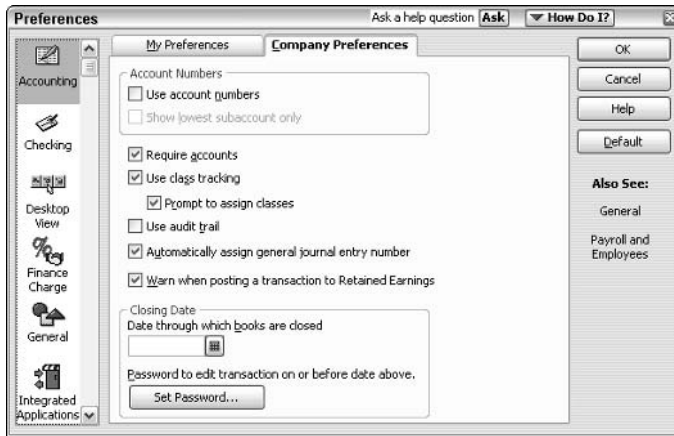 Preferences
Ask a help question Ask
How Do I?
Accounting
Checking
Desktop
View
Finance
Charge
General
Integrated
Applications
My Preferences
Company Preferences
Account Numbers
Use account numbers
Show lowest subaccount only
Require accounts
Use class tracking
Prompt to assign classes
Use audit trail
Automatically assign general journal entry number
Warn when posting a transaction to Retained Earnings
Closing Date
Date through which books are closed
Password to edit transaction on or before date above.
Set Password...
OK
Cancel
Help
Default
Also See:
General
Payroll and
Employees